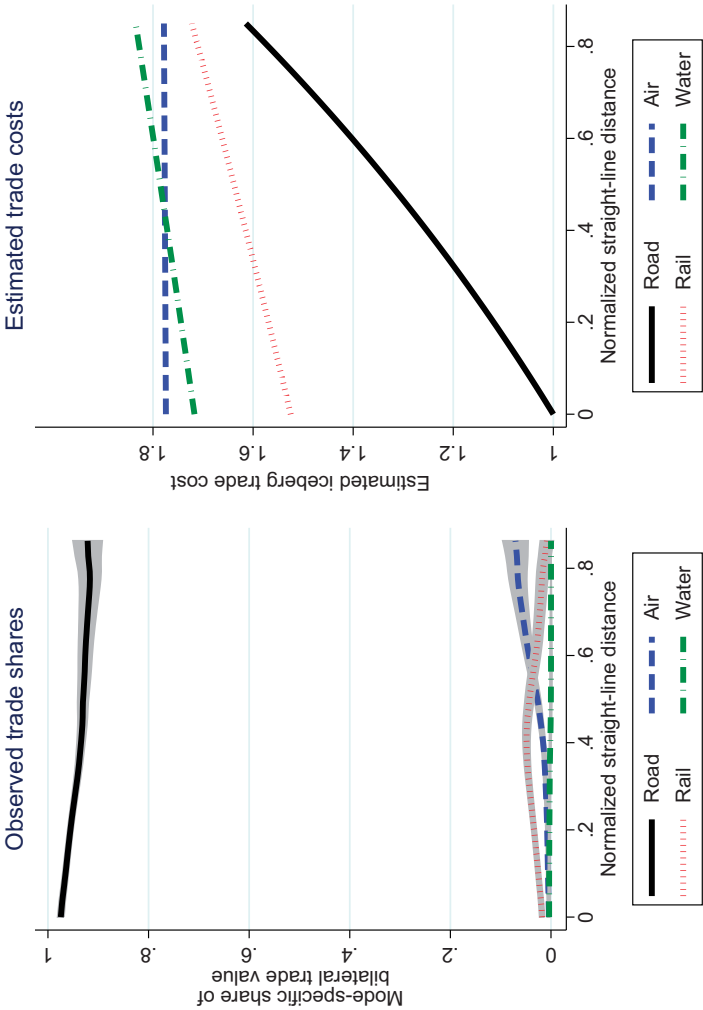 Observed trade shares
Mode-specific share of
bilateral trade value
1
.8
.6
.4
.2
0
0
.2
.4
.6
.8
Normalized straight-line distance
Road
Air
Rail
Water
Estimated trade costs
Estimated iceberg trade cost
1.8
1.6
1.4
1.2
1
0
.2
.4
.6
.8
Normalized straight-line distance
Road
Air
Rail
Water